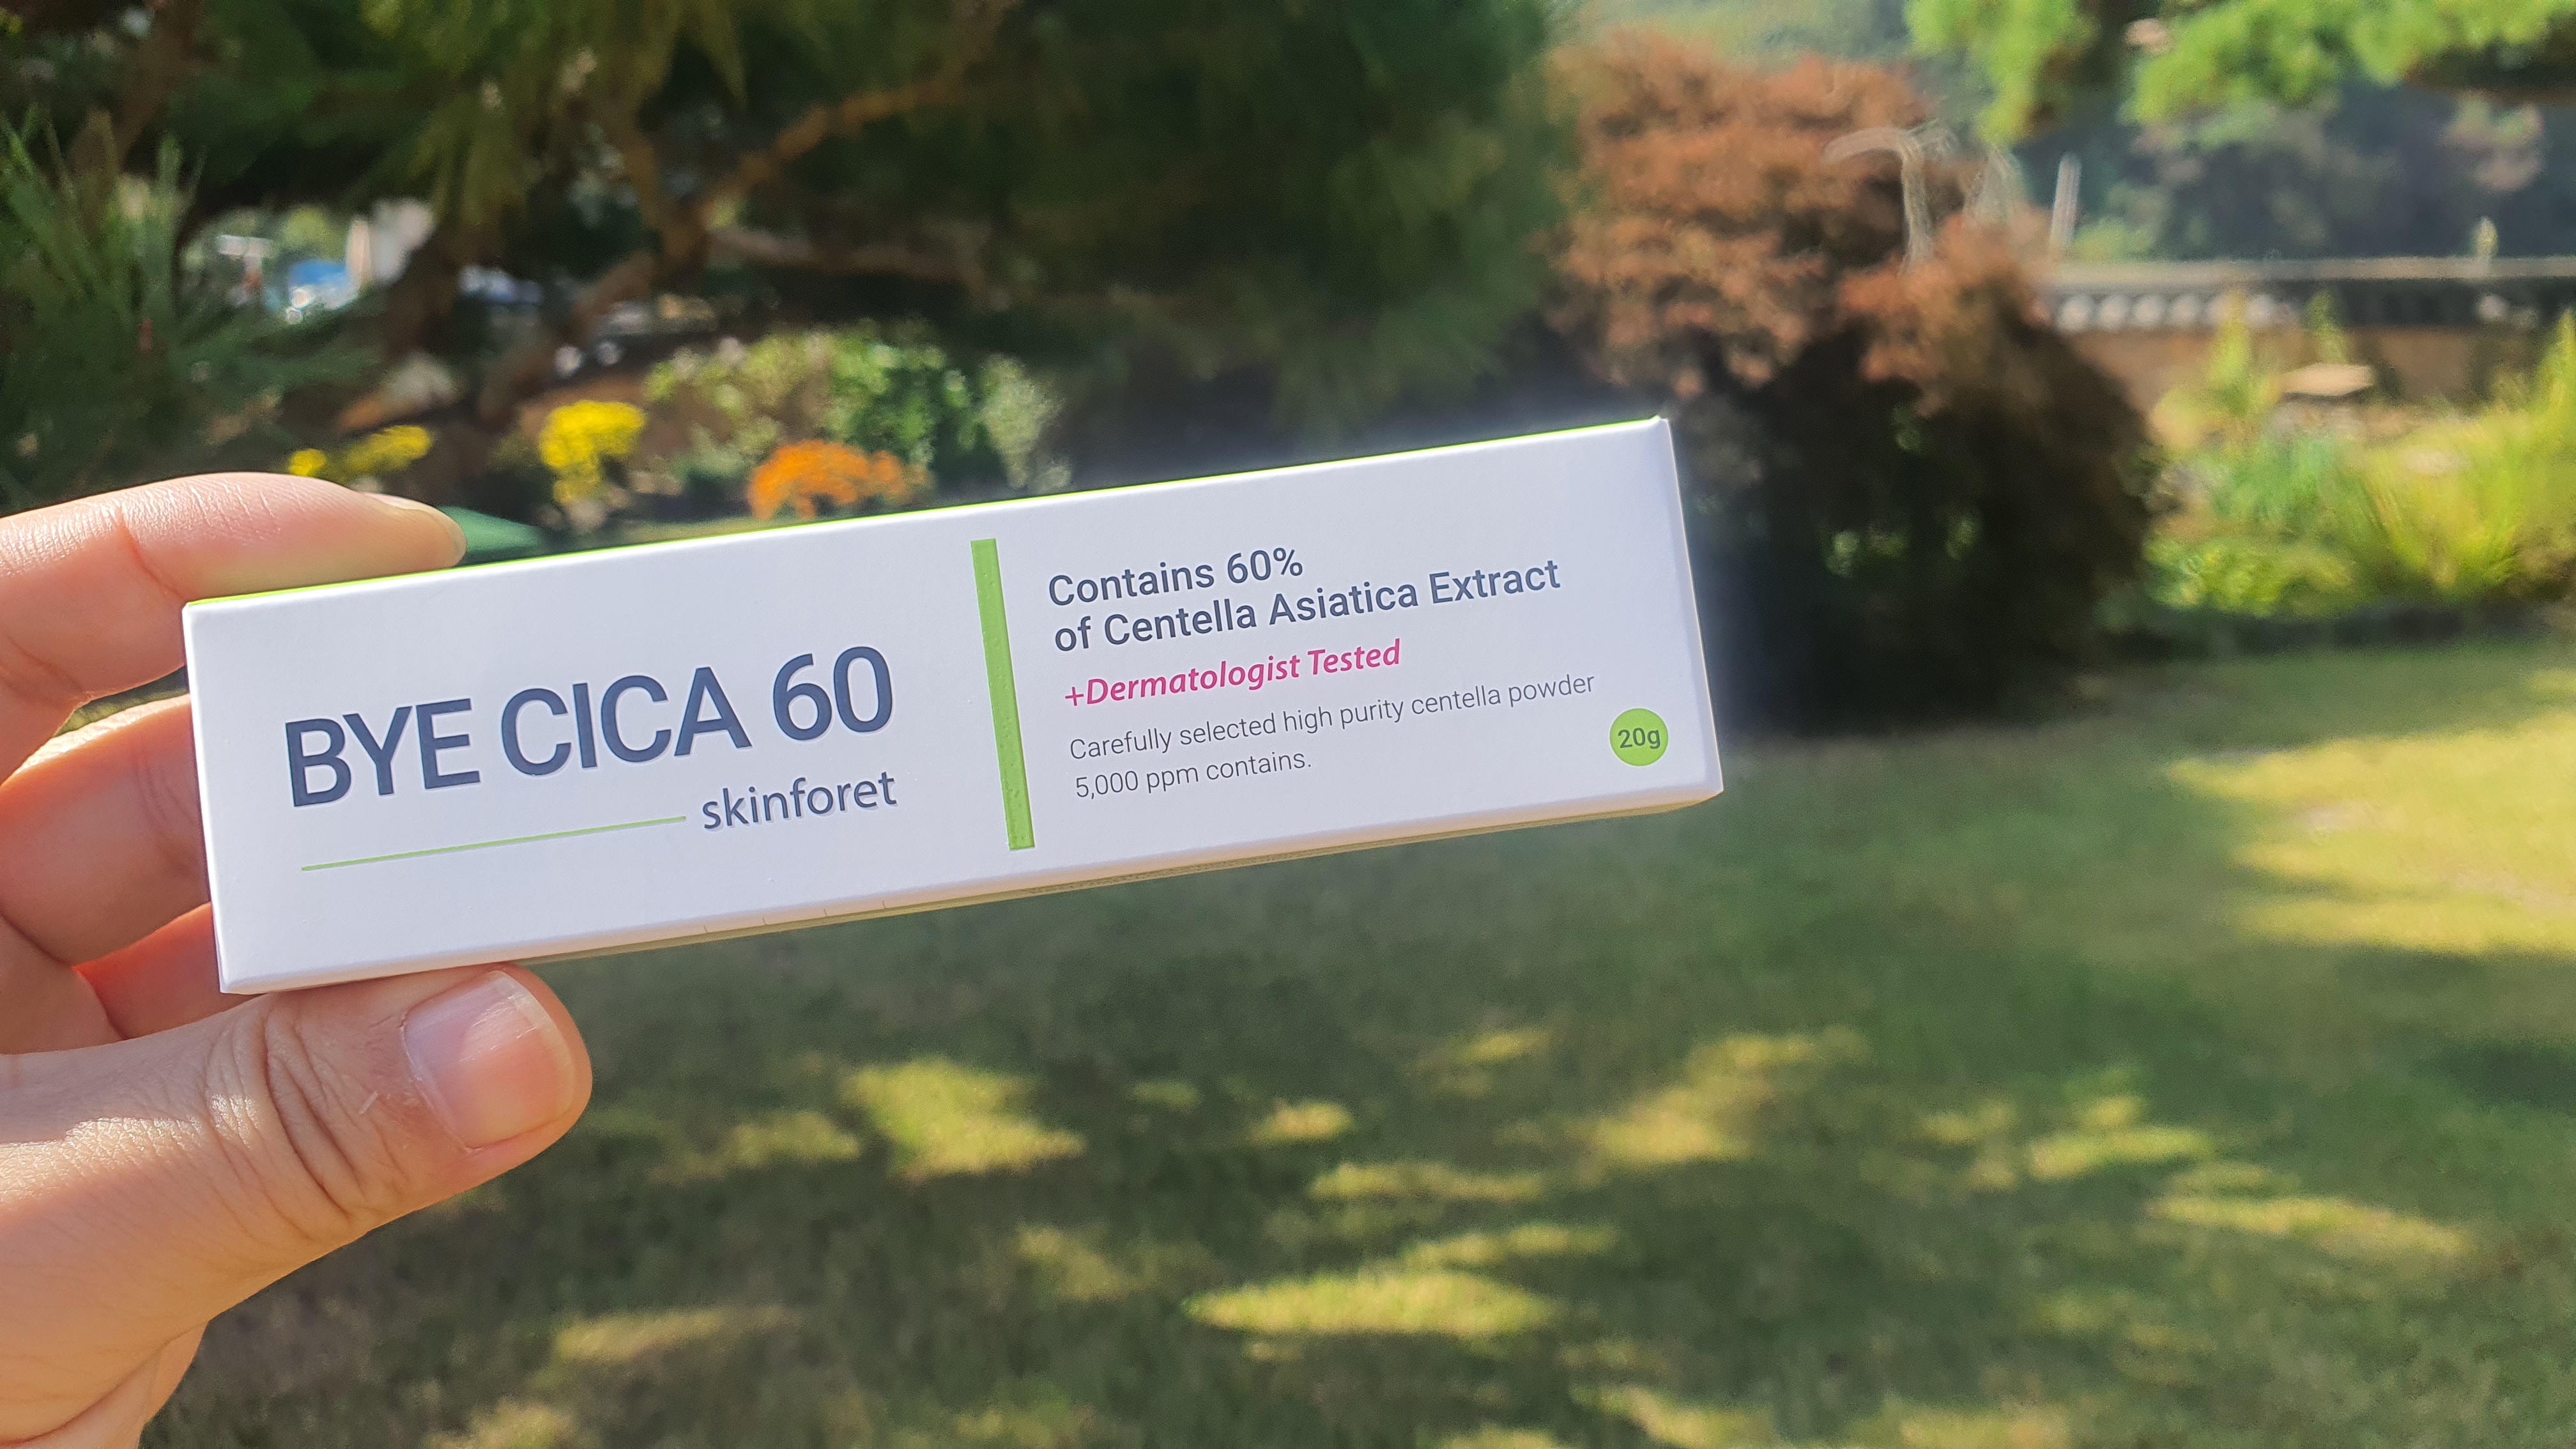 BYE CICA 60
skinforet
Contains 60%
of Centella Asiatica Extract
+Dermatologist Tested
Carefully selected high purity centella powder
5,000 ppm contains.
20g